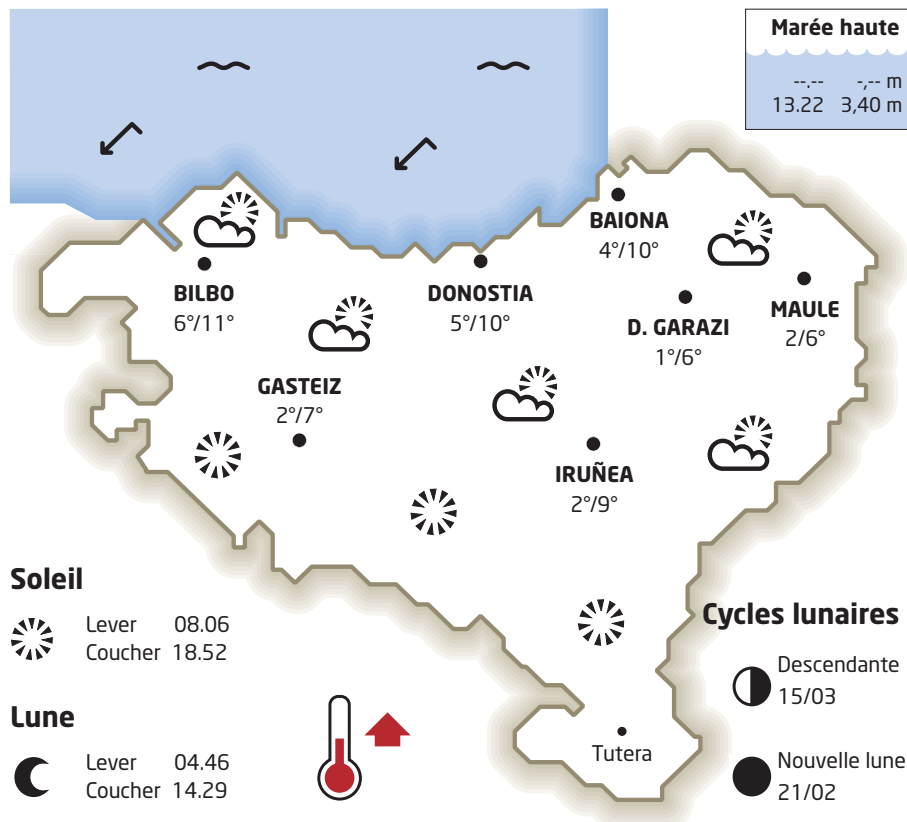 Marée haute
--.-- -,-- m
13.22 3,40 m
BAIONA
4°/10°
BILBO
6°/11°
DONOSTIA
5°/10°
D. GARAZI
1°/6°
MAULE
2/6°
GASTEIZ
2°/7°
IRUÑEA
2°/9°
Tutera
Soleil
Lever 08.06
Coucher 18.52
Lune
Lever 04.46
Coucher 14.29
Cycles lunaires
Descendante
15/03
Nouvelle lune
21/02